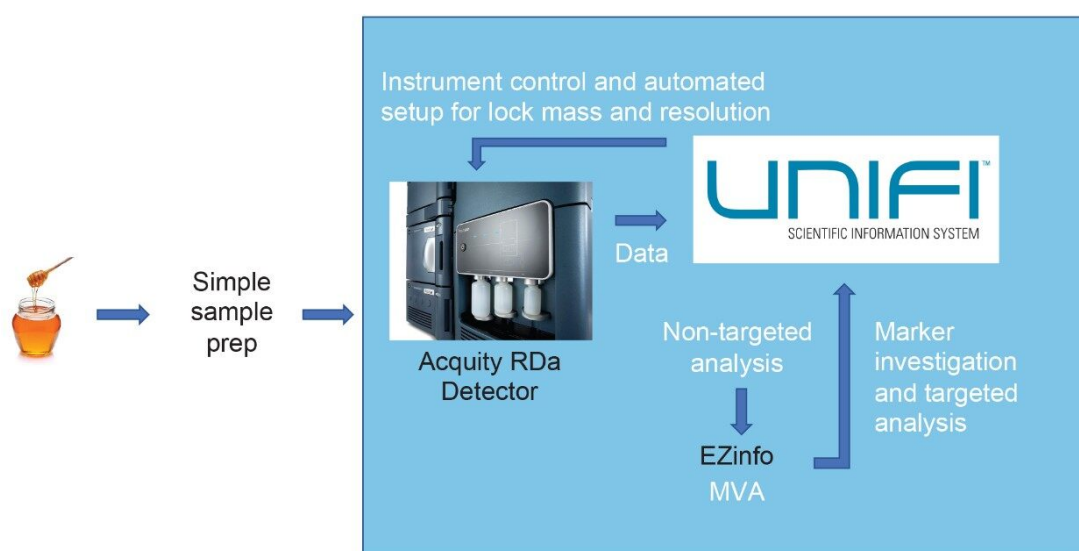 Instrument control and automated
setup for lock mass and resolution
UNIFI™
SCIENTIFIC INFORMATION SYSTEM
Data
Simple
sample
prep
Acquity RDa
Detector
Non-targeted
analysis
Marker
investigation
and targeted
analysis
EZinfo
MVA